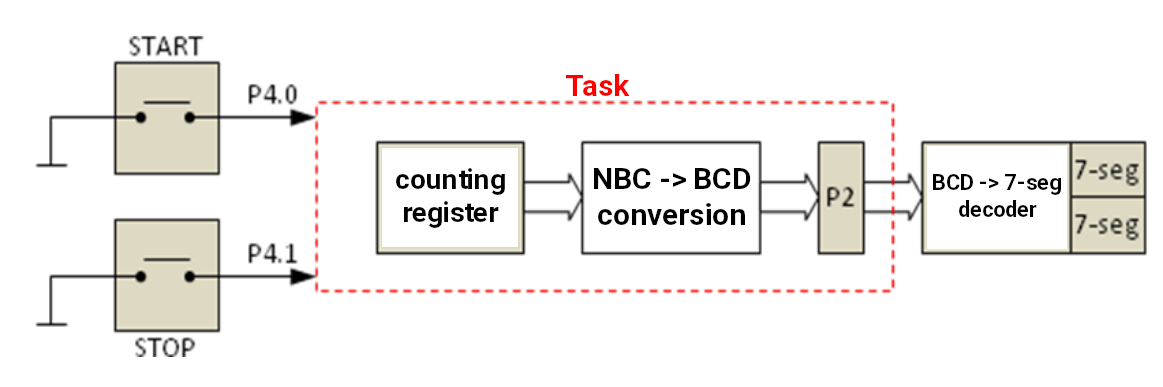 START
P4.0
Task
counting
register
NBC -> BCD
conversion
P2
BCD -> 7-seg
decoder
7-seg
7-seg
P4.1
STOP